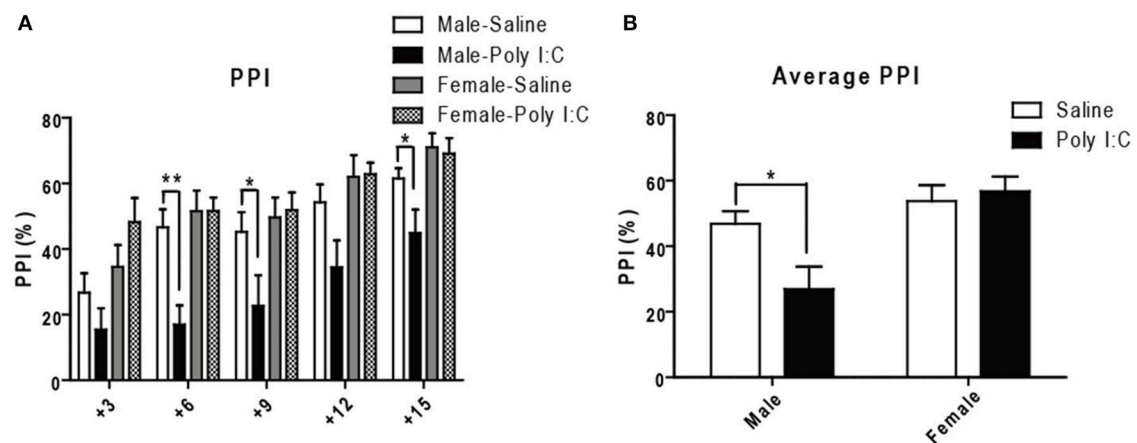 A
PPI
Male-Saline
Male-Poly I:C
Female-Saline
Female-Poly I:C
PPI (%)
80
60
40
20
0
**
*
*
+3
+6
+9
+12
+15
B
Average PPI
Saline
Poly I:C
PPI (%)
80
60
40
20
0
*
Male
Female